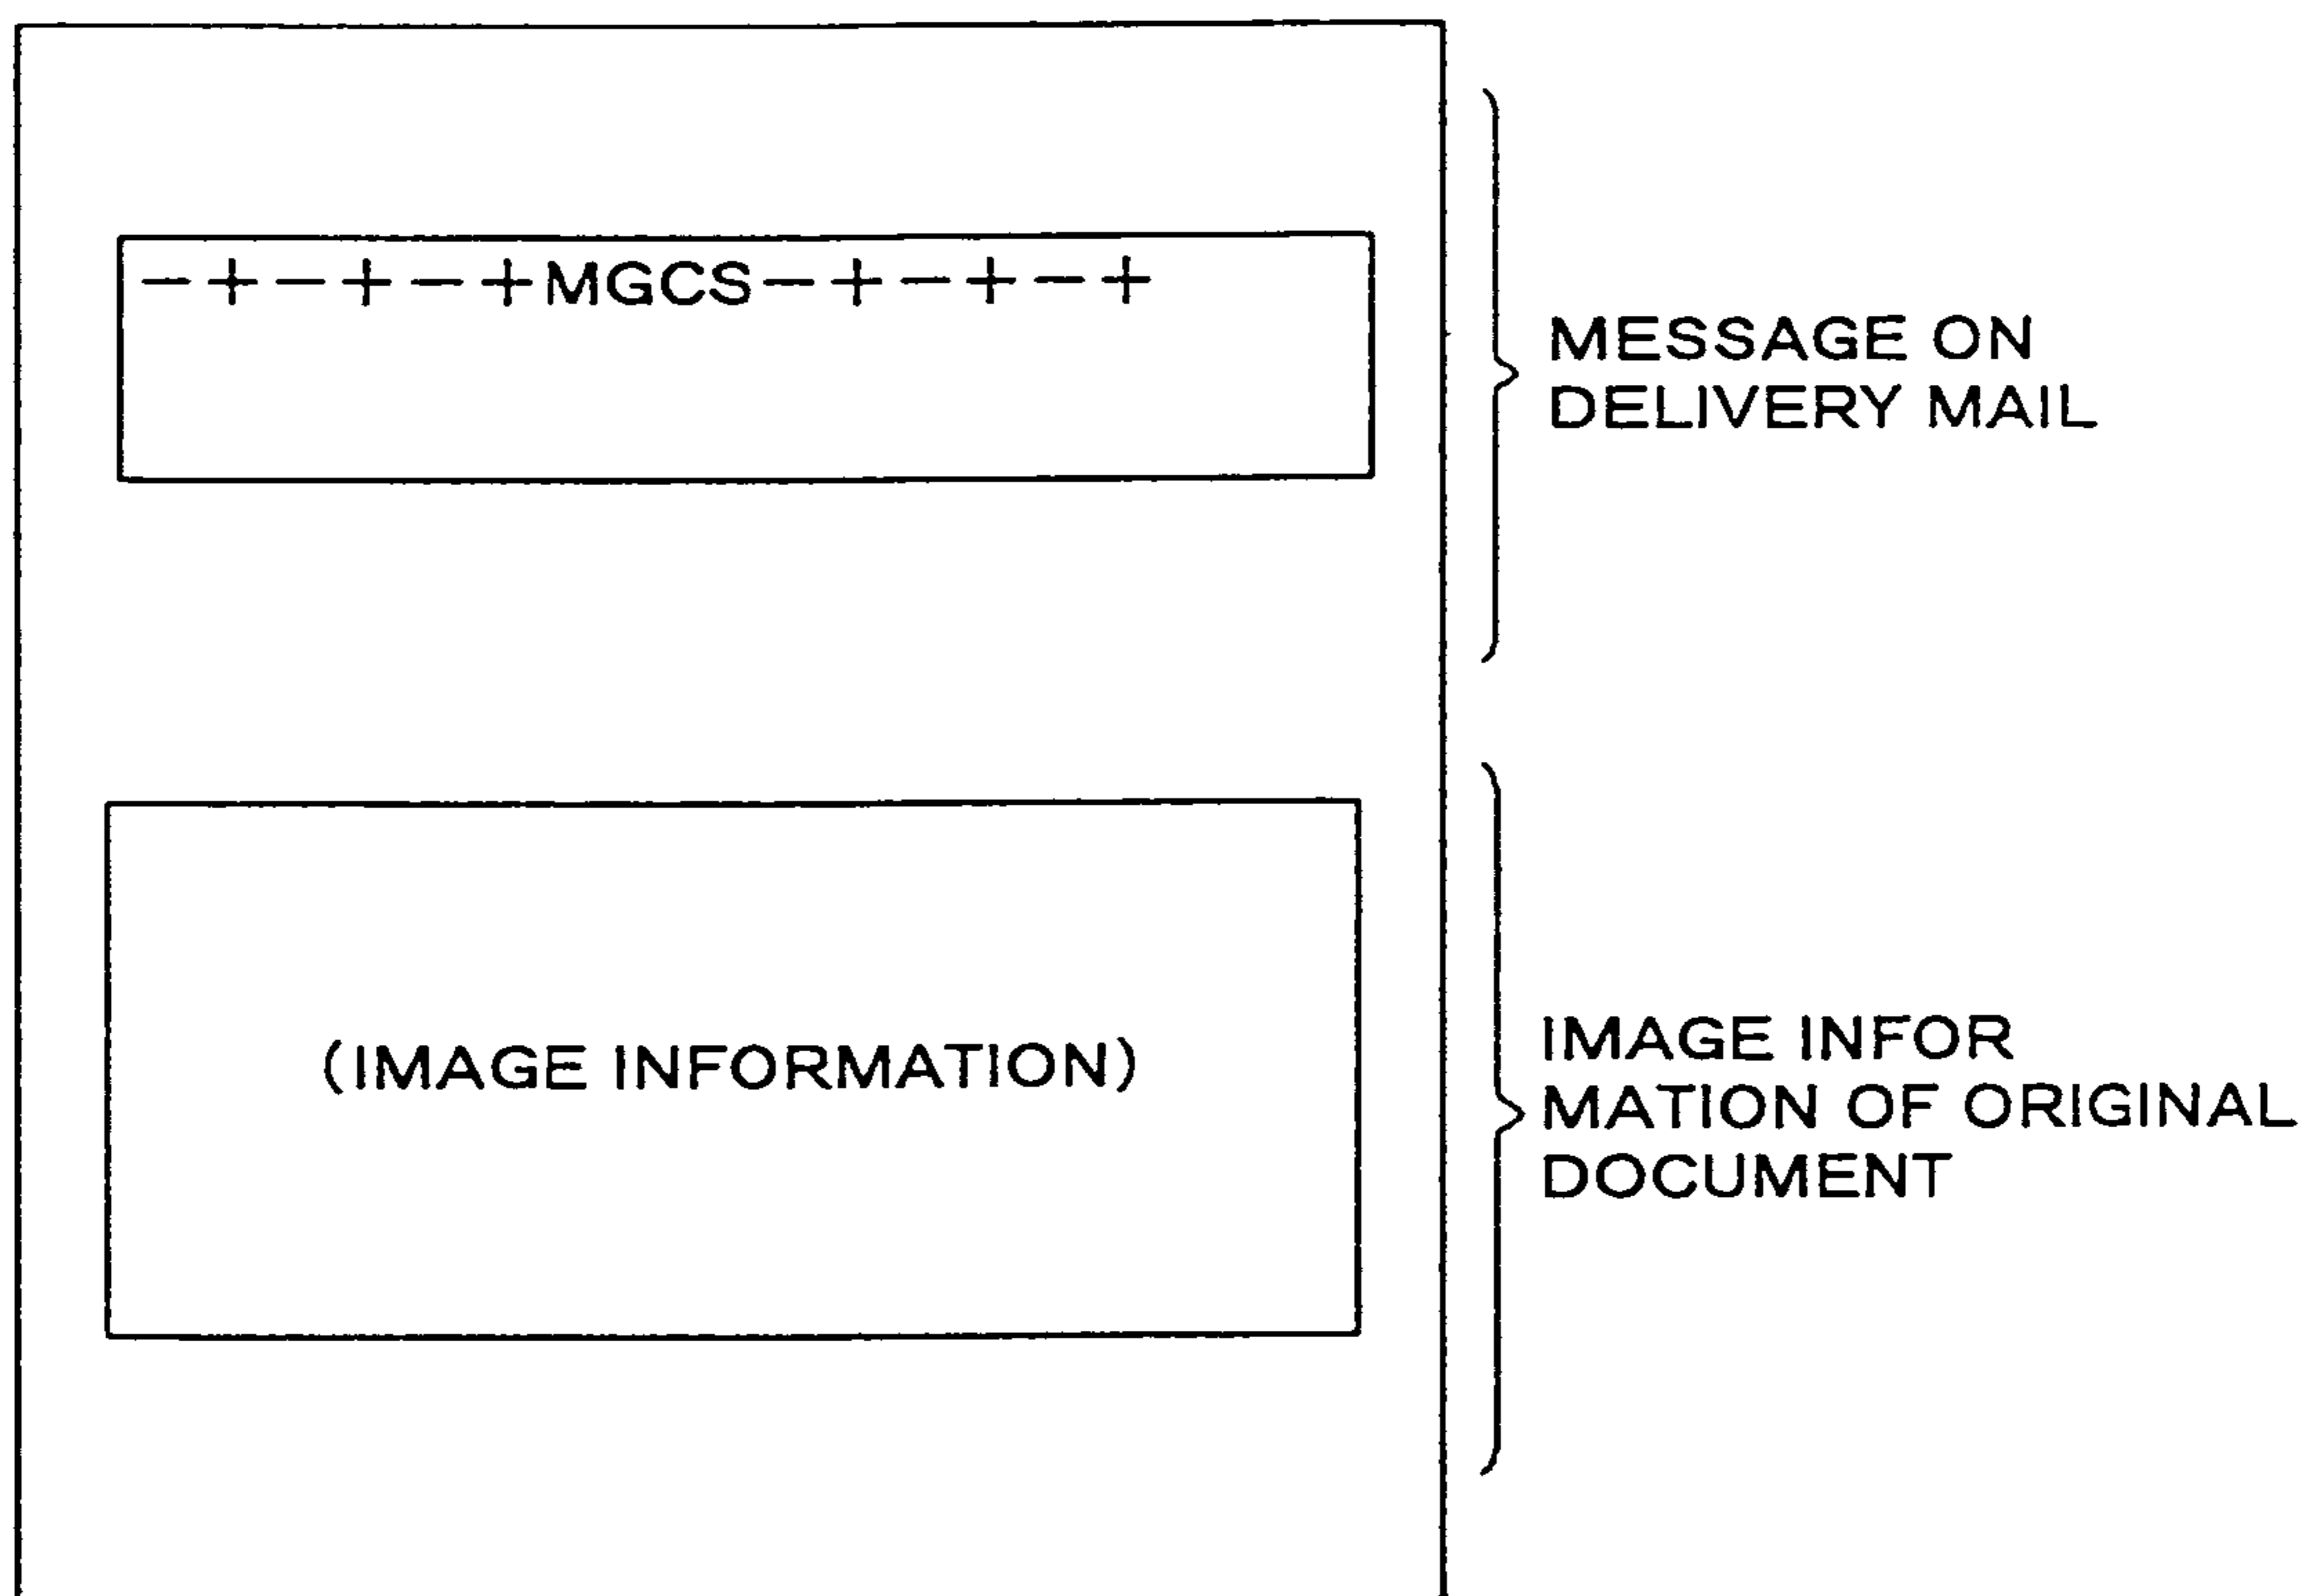 -+-+-+MGCS-+-+-+
MESSAGE ON
DELIVERY MAIL
(IMAGE INFORMATION)
IMAGE INFOR
MATION OF ORIGINAL
DOCUMENT